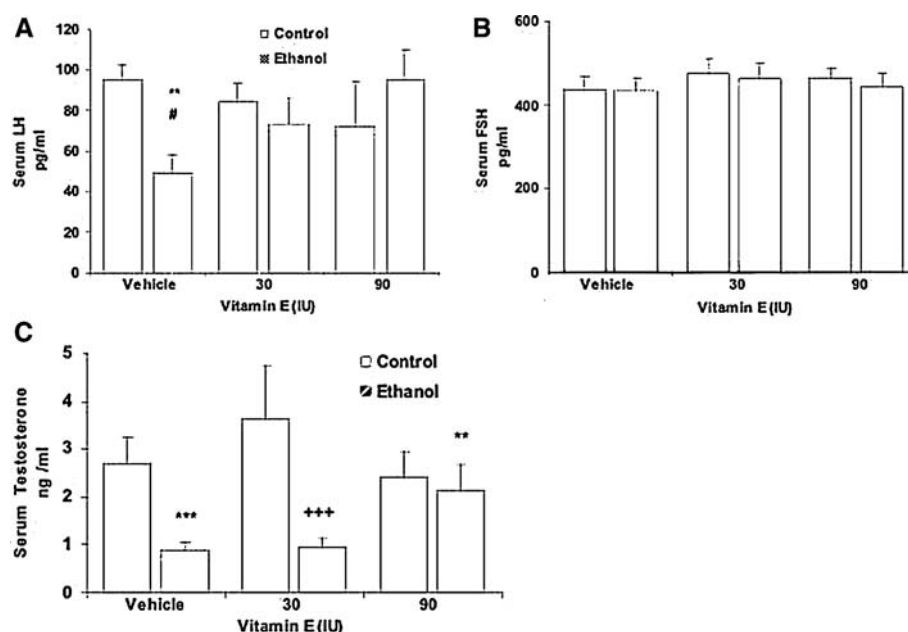 A
120
100
80
60
40
20
0
Serum LH
pg/ml
Control
Ethanol
**
#
Vehicle 30 90
Vitamin E (IU)
B
600
400
200
0
Serum FSH
pg/ml
Vehicle 30 90
Vitamin E (IU)
C
5
4
3
2
1
0
Serum Testosterone
ng /ml
Control
Ethanol
***
+++
**
Vehicle 30 90
Vitamin E (IU)